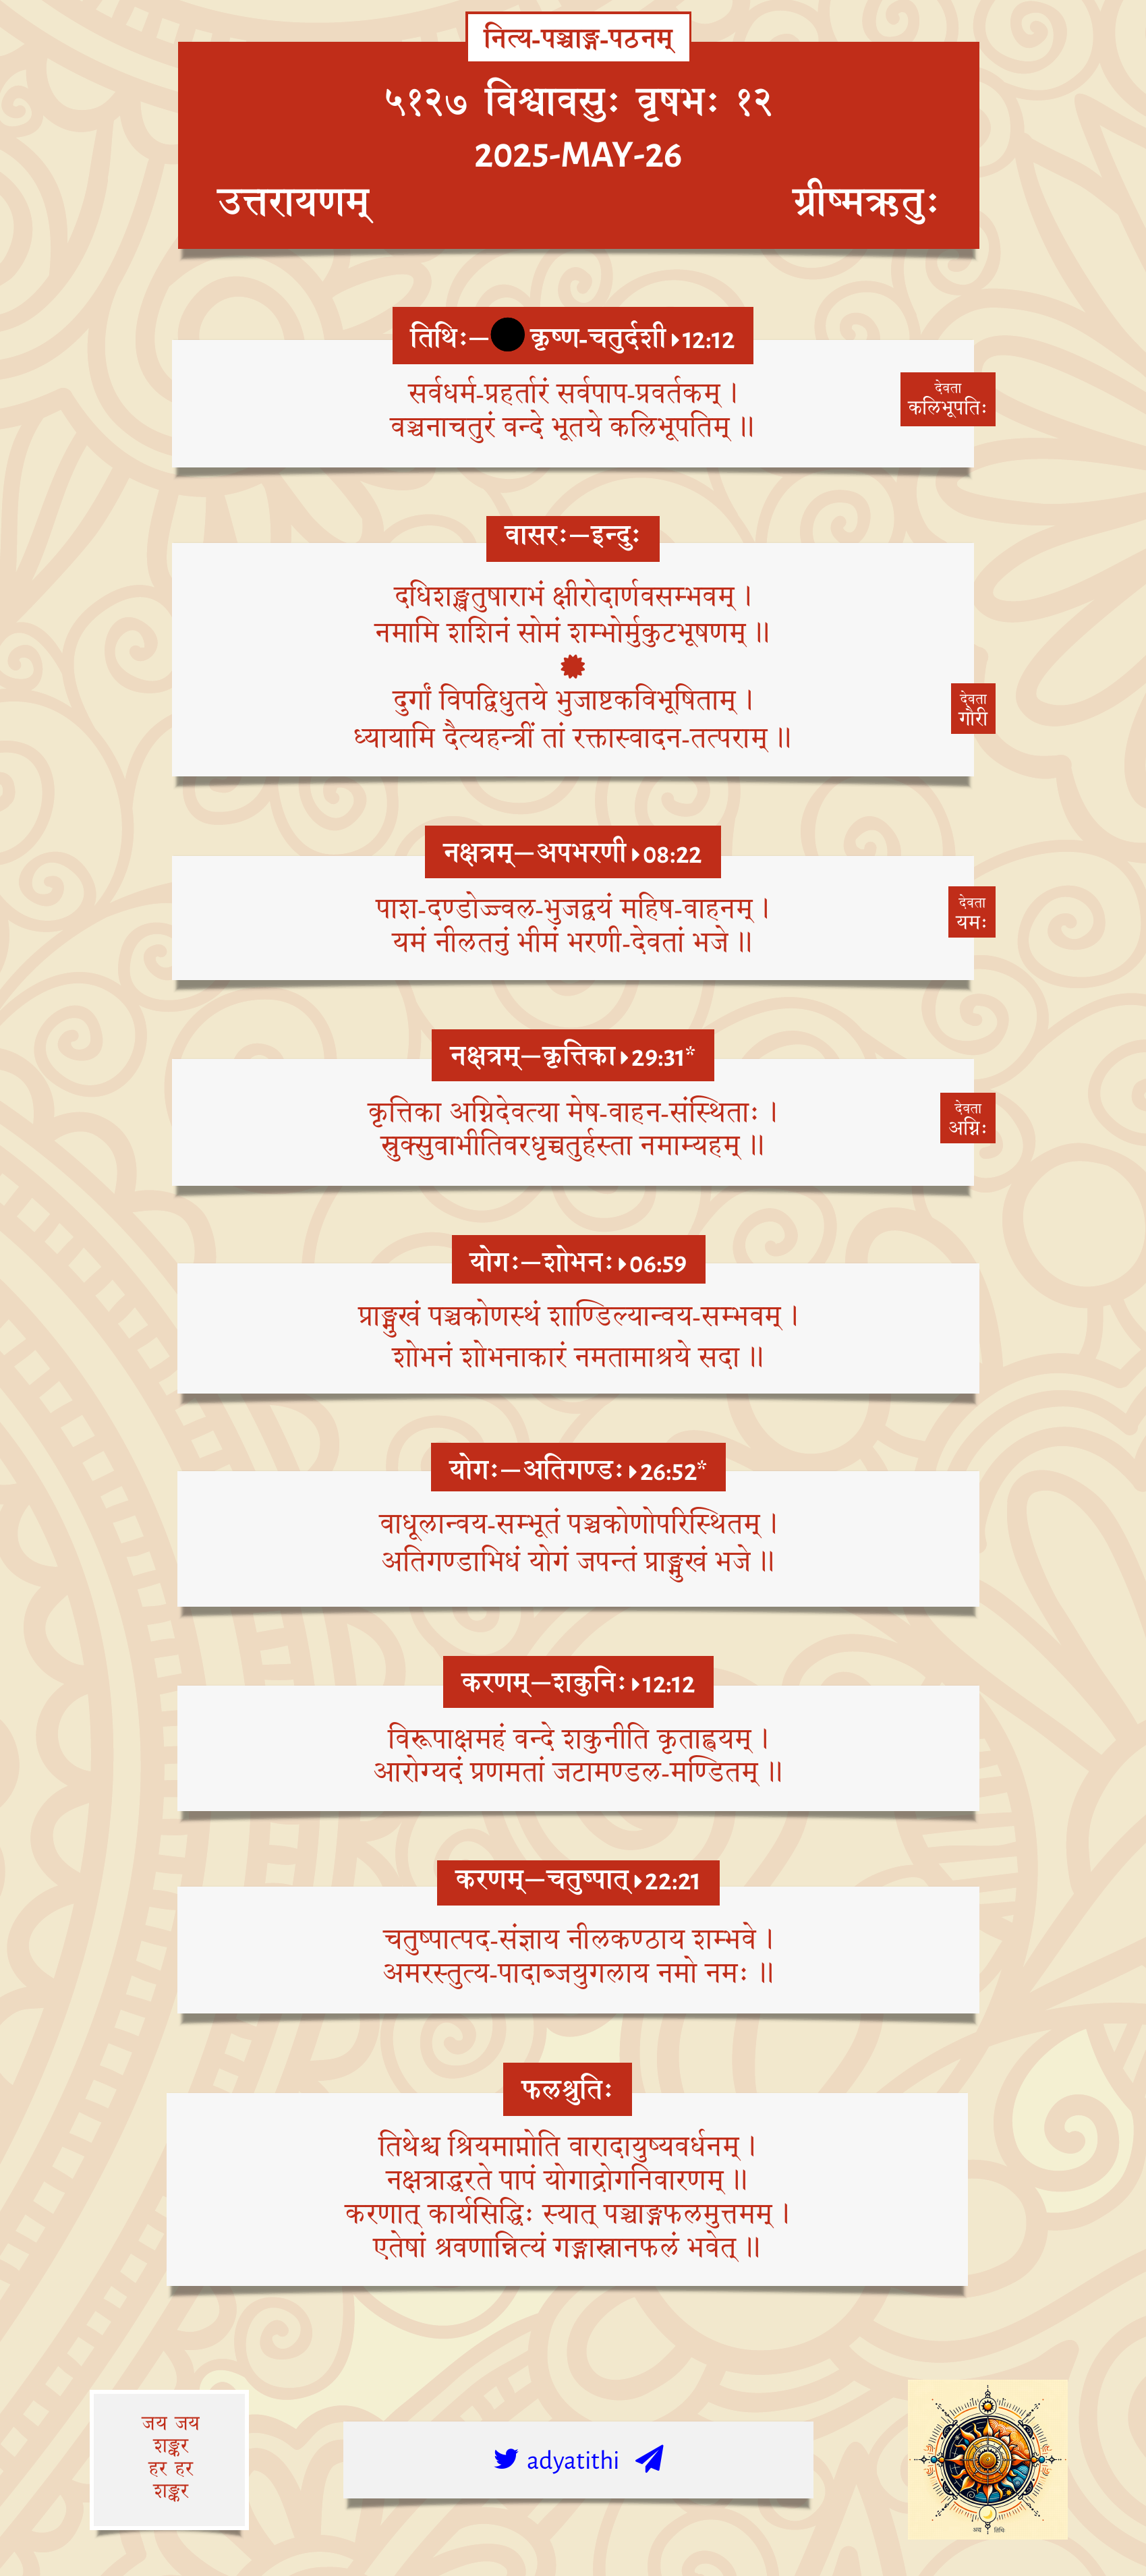 नित्य-पञ्चाङ्ग-पठनम्
५१२७ विश्वावसुः वृषभः १२
2025-MAY-26
उत्तरायणम्
ग्रीष्मऋतुः
तिथिः—कृष्ण-चतुर्दशी 12:12
देवता
कलिभूपतिः
सर्वधर्म-प्रहर्तारं सर्वपाप-प्रवर्तकम् ।
वञ्चनाचतुरं वन्दे भूतये कलिभूपतिम् ॥
वासरः—इन्दुः
दधिशङ्खतुषाराभं क्षीरोदार्णवसम्भवम् ।
नमामि शशिनं सोमं शम्भोर्मुकुटभूषणम् ॥
देवता
गौरी
दुर्गां विपद्विधुतये भुजाष्टकविभूषिताम् ।
ध्यायामि दैत्यहन्त्रीं तां रक्तास्वादन-तत्पराम् ॥
नक्षत्रम्—अपभरणी 08:22
देवता
यमः
पाश-दण्डोज्ज्वल-भुजद्वयं महिष-वाहनम् ।
यमं नीलतनुं भीमं भरणी-देवतां भजे ॥
नक्षत्रम्—कृत्तिका 29:31*
देवता
अग्निः
कृत्तिका अग्निदेवत्या मेष-वाहन-संस्थिताः ।
स्रुक्स्रुवाभीतिवरधृच्चतुर्हस्ता नमाम्यहम् ॥
योगः—शोभनः 06:59
प्राङ्मुखं पञ्चकोणस्थं शाण्डिल्यान्वय-सम्भवम् ।
शोभनं शोभनाकारं नमतामाश्रये सदा ॥
योगः—अतिगण्डः 26:52*
वाधूलान्वय-सम्भूतं पञ्चकोणोपरिस्थितम् ।
अतिगण्डाभिधं योगं जपन्तं प्राङ्मुखं भजे ॥
करणम्—शकुनिः 12:12
विरूपाक्षमहं वन्दे शकुनीति कृताह्वयम् ।
आरोग्यदं प्रणमतां जटामण्डल-मण्डितम् ॥
करणम्—चतुष्पात् 22:21
चतुष्पात्पद-संज्ञाय नीलकण्ठाय शम्भवे ।
अमरस्तुत्य-पादाब्जयुगलाय नमो नमः ॥
फलश्रुतिः
तिथेश्च श्रियमाप्नोति वारादायुष्यवर्धनम् ।
नक्षत्राद्धरते पापं योगाद्रोगनिवारणम् ॥
करणात् कार्यसिद्धिः स्यात् पञ्चाङ्गफलमुत्तमम् ।
एतेषां श्रवणान्नित्यं गङ्गास्नानफलं भवेत् ॥
जय जय
शङ्कर
हर हर
शङ्कर
adyatithi
अद्य तिथि